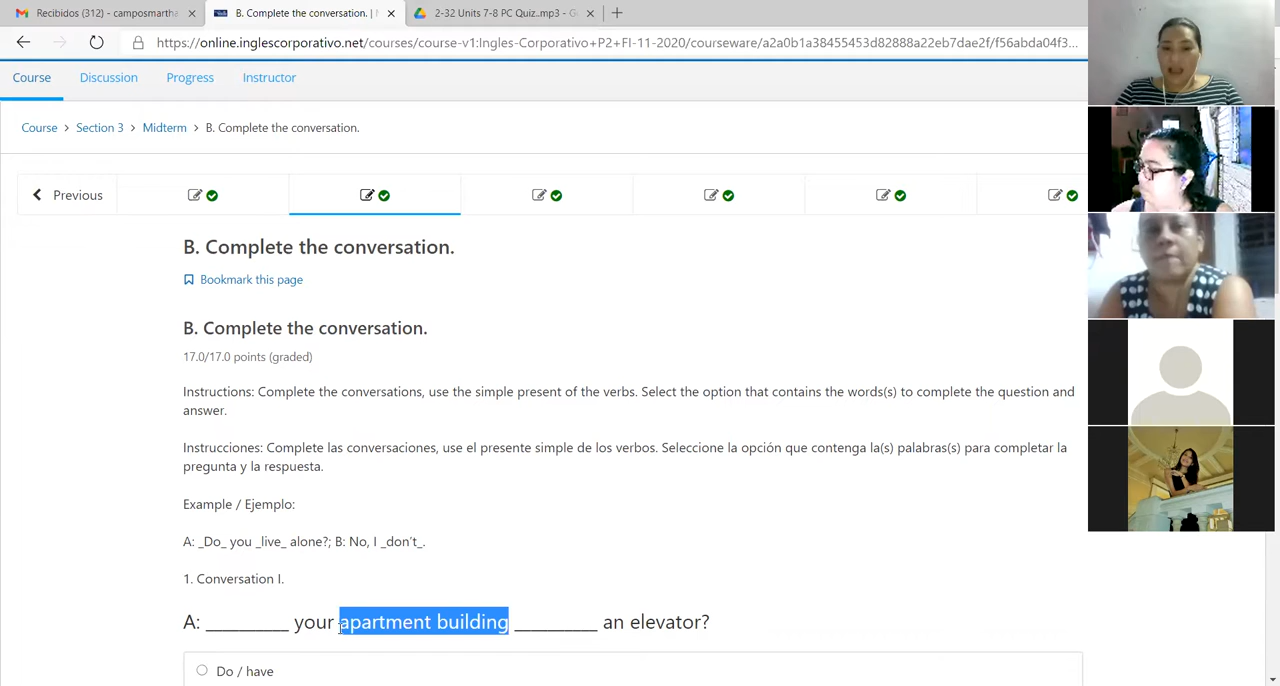 Recibidos (312) - camposmartha
B. Complete the conversation. |
2-32 Units 7-8 PC Quiz..mp3 - G
https://online.inglescorporativo.net/courses/course-v1:Ingles-Corporativo+P2+FI-11-2020/courseware/a2a0b1a38455453d82888a22eb7dae2f/f56abda04f3...
Course Discussion Progress Instructor
Course > Section 3 > Midterm > B. Complete the conversation.
Previous
B. Complete the conversation.
Bookmark this page
B. Complete the conversation.
17.0/17.0 points (graded)
Instructions: Complete the conversations, use the simple present of the verbs. Select the option that contains the words(s) to complete the question and
answer.
Instrucciones: Complete las conversaciones, use el presente simple de los verbos. Seleccione la opción que contenga la(s) palabras(s) para completar la
pregunta y la respuesta.
Example / Ejemplo:
A: _Do_ you _live_ alone?; B: No, I _don't_.
1. Conversation I.
A: _________ your apartment building _________ an elevator?
Do / have